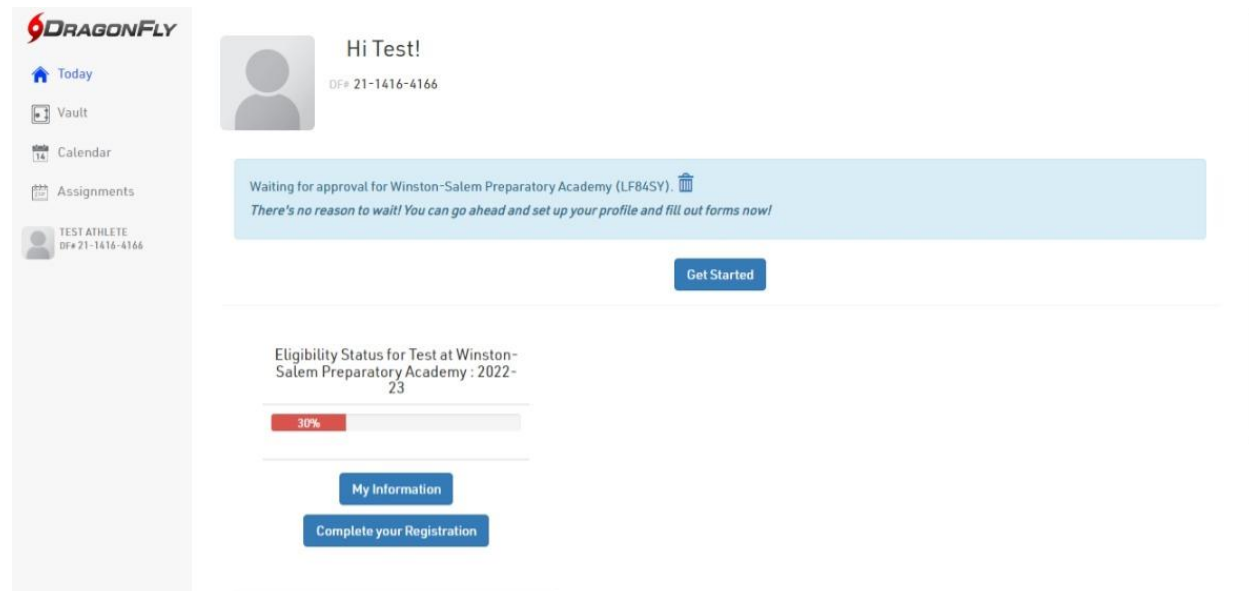 DRAGONFLY
Today
Vault
14 Calendar
Assignments
TEST ATHLETE
DF# 21-1416-4166
Hi Test!
DF# 21-1416-4166
Waiting for approval for Winston-Salem Preparatory Academy (LF84SY).
There's no reason to wait! You can go ahead and set up your profile and fill out forms now!
Get Started
Eligibility Status for Test at Winston-
Salem Preparatory Academy : 2022-
23
30%
My Information
Complete your Registration